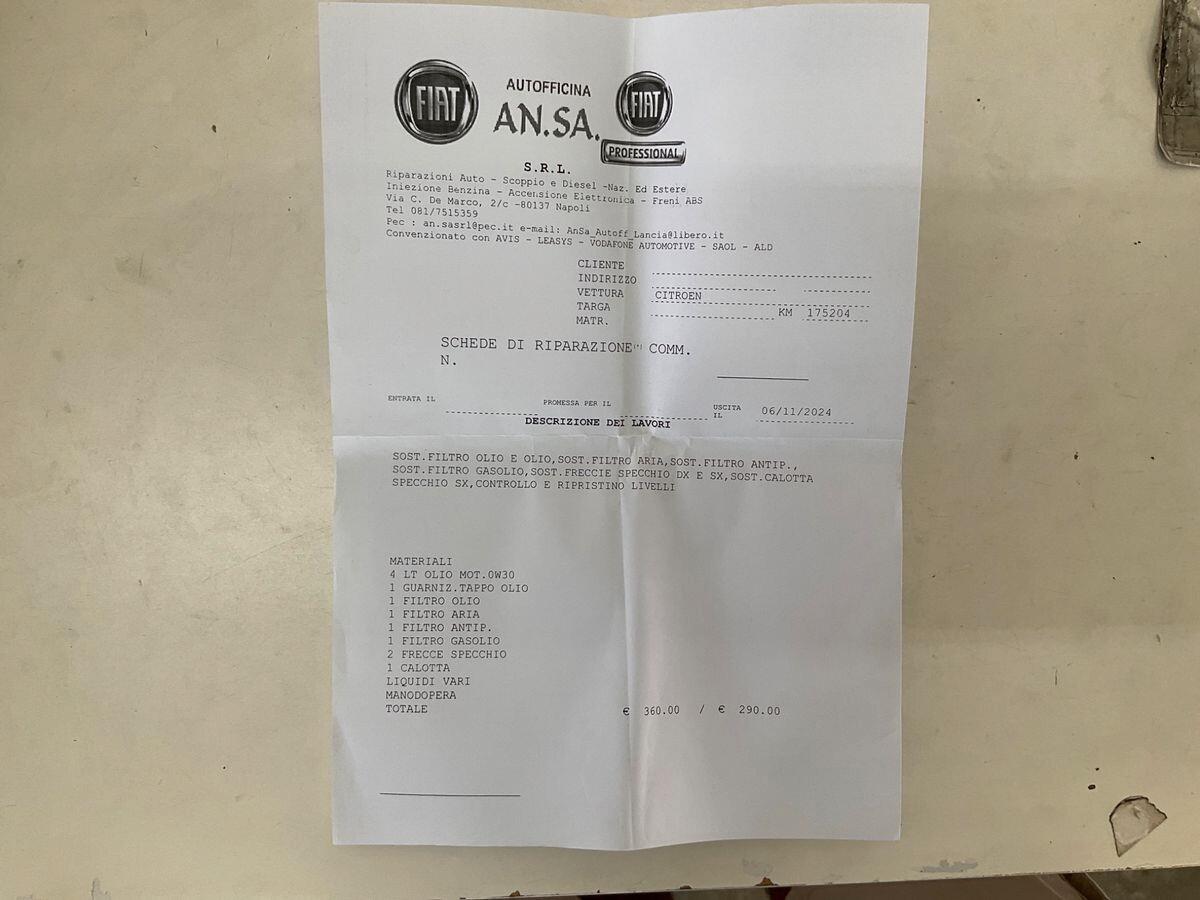 FIAT
AUTOFFICINA
AN.SA.
FIAT
PROFESSIONAL
S.R.L.
Riparazioni Auto - Scoppio e Diesel -Naz. Ed Estere
Iniezione Benzina - Accensione Elettronica - Freni ABS
Via C. De Marco, 2/c -80137 Napoli
Tel 081/7515359
Pec : an.sasrl@pec.it e-mail: AnSa_Autoff_Lancia@libero.it
Convenzionato con AVIS - LEASYS - VODAFONE AUTOMOTIVE - SAOL - ALD
CLIENTE
INDIRIZZO
VETTURA CITROEN
TARGA KM 175204
MATR.
SCHEDE DI RIPARAZIONE(*) COMM.
N.
ENTRATA IL PROMESSA PER IL USCITA IL 06/11/2024
DESCRIZIONE DEI LAVORI
SOST.FILTRO OLIO E OLIO,SOST.FILTRO ARIA,SOST.FILTRO ANTIP.,
SOST.FILTRO GASOLIO,SOST.FRECCIE SPECCHIO DX E SX,SOST.CALOTTA
SPECCHIO SX,CONTROLLO E RIPRISTINO LIVELLI
MATERIALI
4 LT OLIO MOT.0W30
1 GUARNIZ.TAPPO OLIO
1 FILTRO OLIO
1 FILTRO ARIA
1 FILTRO ANTIP.
1 FILTRO GASOLIO
2 FRECCE SPECCHIO
1 CALOTTA
LIQUIDI VARI
MANODOPERA
TOTALE € 360.00 / € 290.00